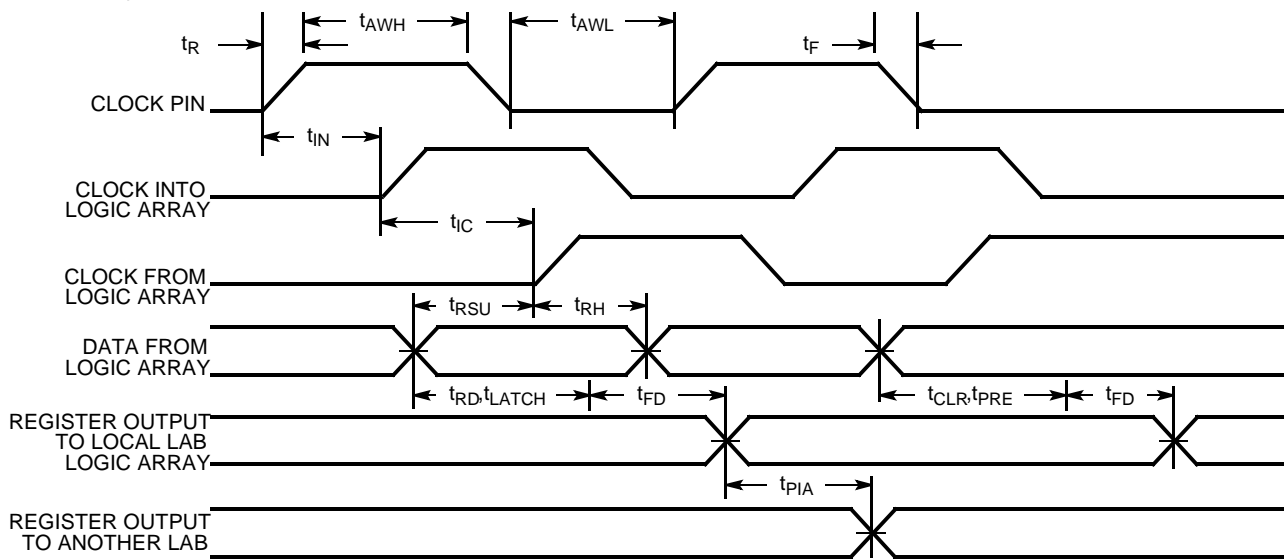 tAWH
tAWL
tR
tF
CLOCK PIN
tIN
CLOCK INTO
LOGIC ARRAY
tIC
CLOCK FROM
LOGIC ARRAY
tRSU
tRH
DATA FROM
LOGIC ARRAY
tRD,tLATCH
tFD
tCLR,tPRE
tFD
REGISTER OUTPUT
TO LOCAL LAB
LOGIC ARRAY
tPIA
REGISTER OUTPUT
TO ANOTHER LAB